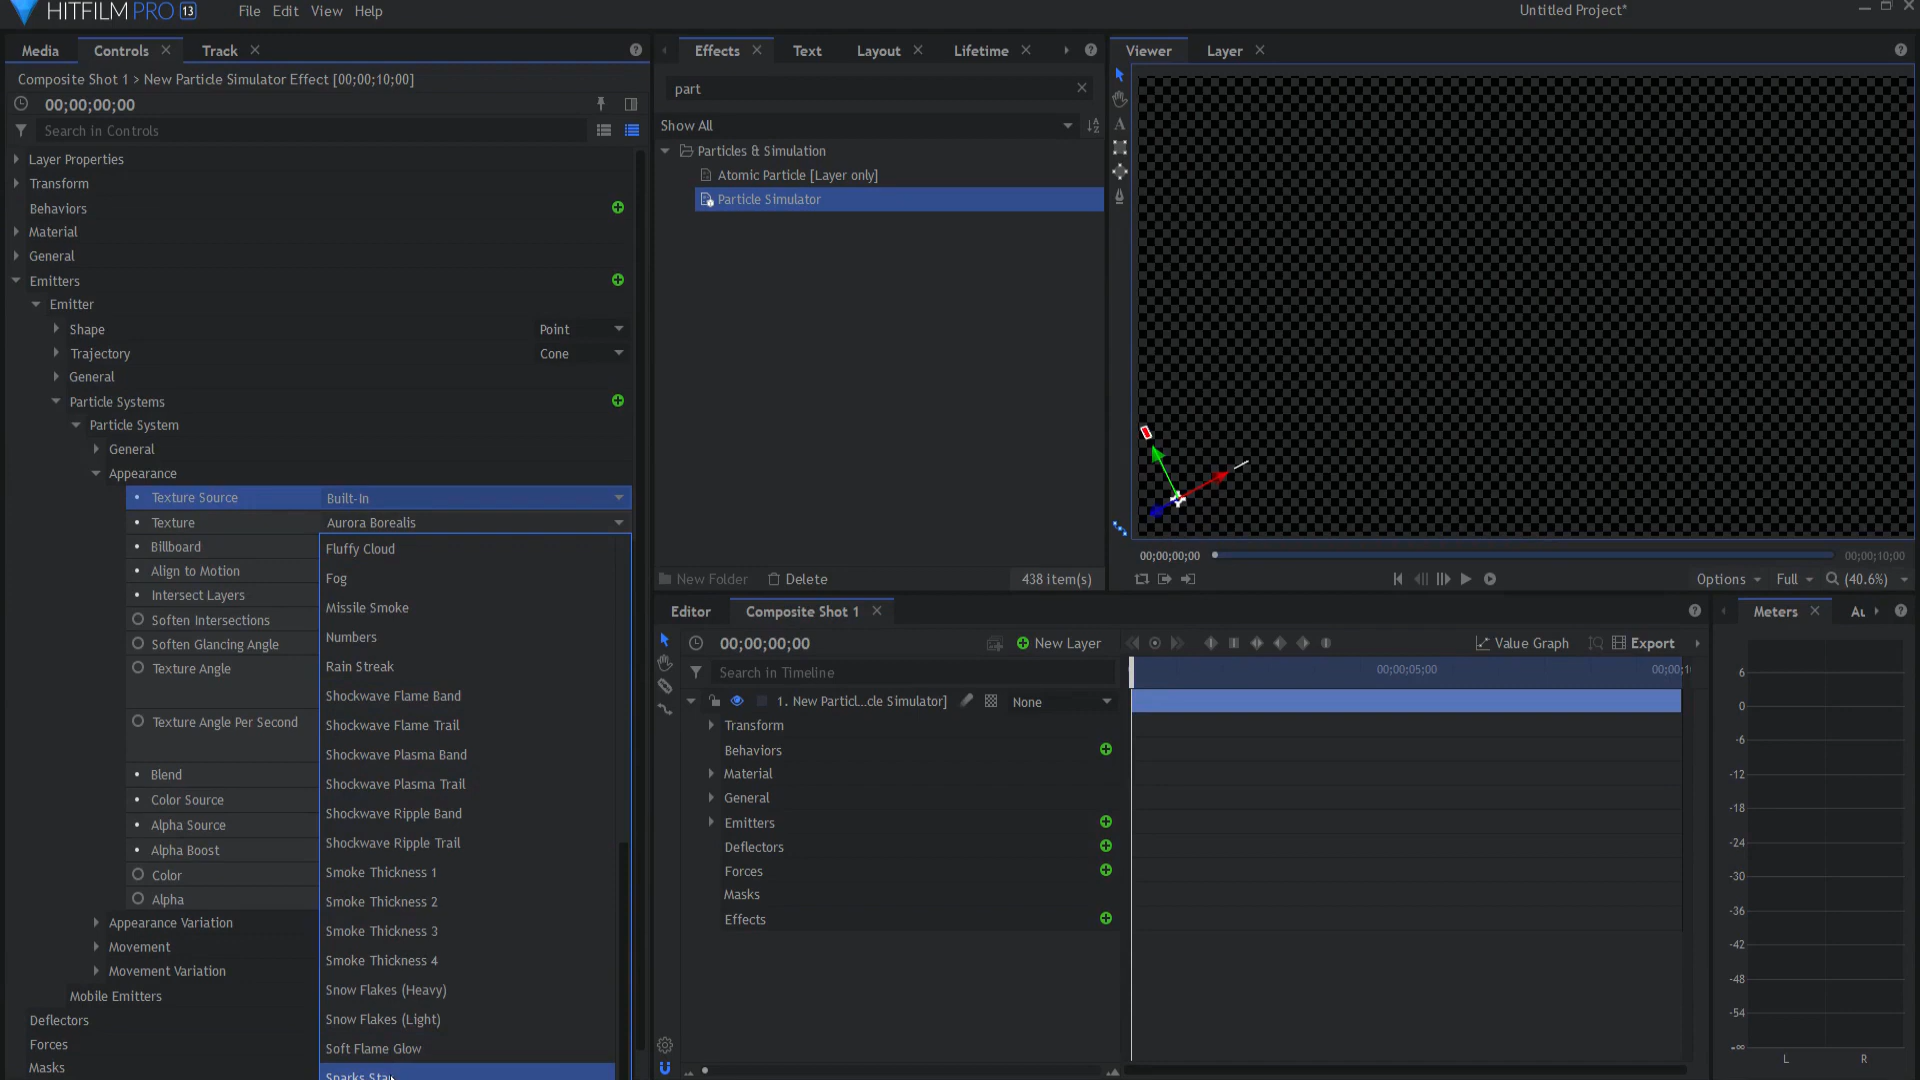 HITFILM PRO 13 File Edit View Help Untitled Project*
Media Controls Track
Composite Shot 1 > New Particle Simulator Effect [00;00;10;00]
00;00;00;00
Search in Controls
Layer Properties
Transform
Behaviors
Material
General
Emitters
Emitter
Shape Point
Trajectory Cone
General
Particle Systems
Particle System
General
Appearance
Texture Source Built-In
Texture Aurora Borealis
Billboard
Align to Motion
Intersect Layers
Soften Intersections
Soften Glancing Angle
Texture Angle
Texture Angle Per Second
Blend
Color Source
Alpha Source
Alpha Boost
Color
Alpha
Appearance Variation
Movement
Movement Variation
Mobile Emitters
Deflectors
Forces
Masks
Fluffy Cloud
Fog
Missile Smoke
Numbers
Rain Streak
Shockwave Flame Band
Shockwave Flame Trail
Shockwave Plasma Band
Shockwave Plasma Trail
Shockwave Ripple Band
Shockwave Ripple Trail
Smoke Thickness 1
Smoke Thickness 2
Smoke Thickness 3
Smoke Thickness 4
Snow Flakes (Heavy)
Snow Flakes (Light)
Soft Flame Glow
Sparks
Effects Text Layout Lifetime
part
Show All
Particles & Simulation
Atomic Particle [Layer only]
Particle Simulator
New Folder Delete 438 item(s)
Viewer Layer
00;00;00;00 00;00;10;00
Options Full (40.6%)
Editor Composite Shot 1
00;00;00;00 New Layer Value Graph Export
Search in Timeline 00;00;05;00 00;00;1
1. New Particl...cle Simulator] None
Transform
Behaviors
Material
General
Emitters
Deflectors
Forces
Masks
Effects
Meters Au
6
0
-6
-12
-18
-24
-30
-36
-42
-48
-54
-∞
L R